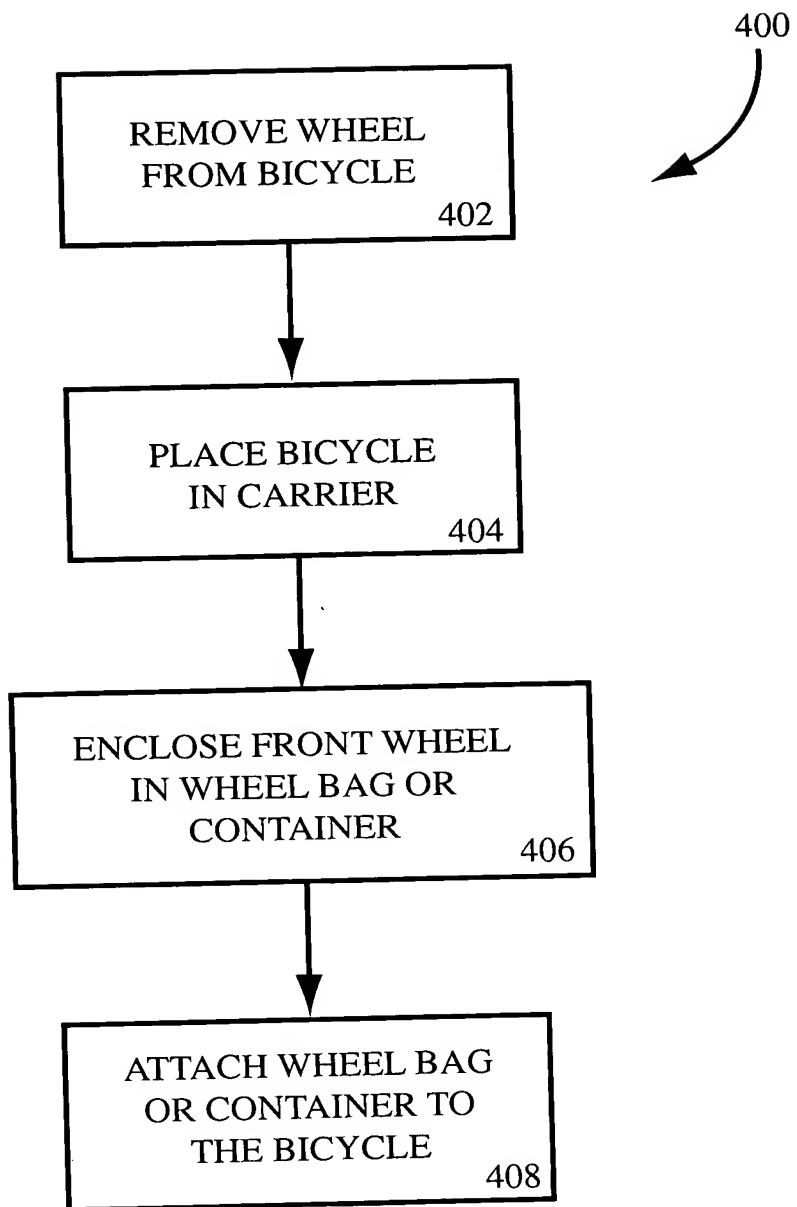 400
REMOVE WHEEL
FROM BICYCLE
402
PLACE BICYCLE
IN CARRIER
404
ENCLOSE FRONT WHEEL
IN WHEEL BAG OR
CONTAINER
406
ATTACH WHEEL BAG
OR CONTAINER TO
THE BICYCLE
408